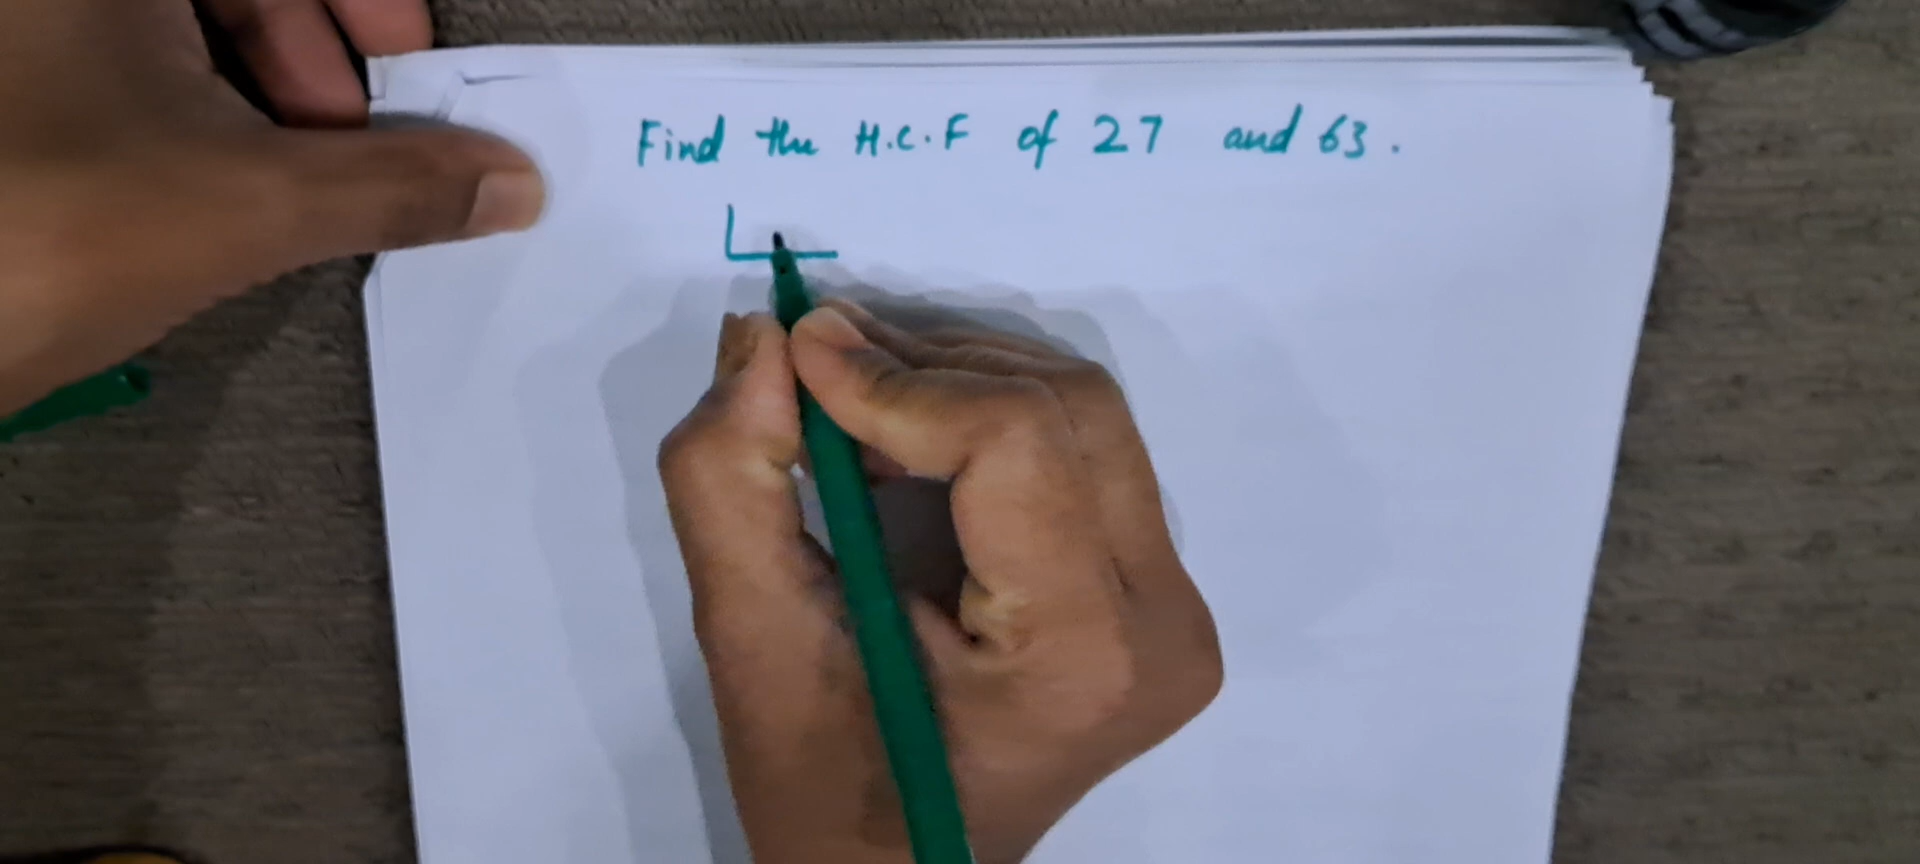 Find the H.C.F of 27 and 63.